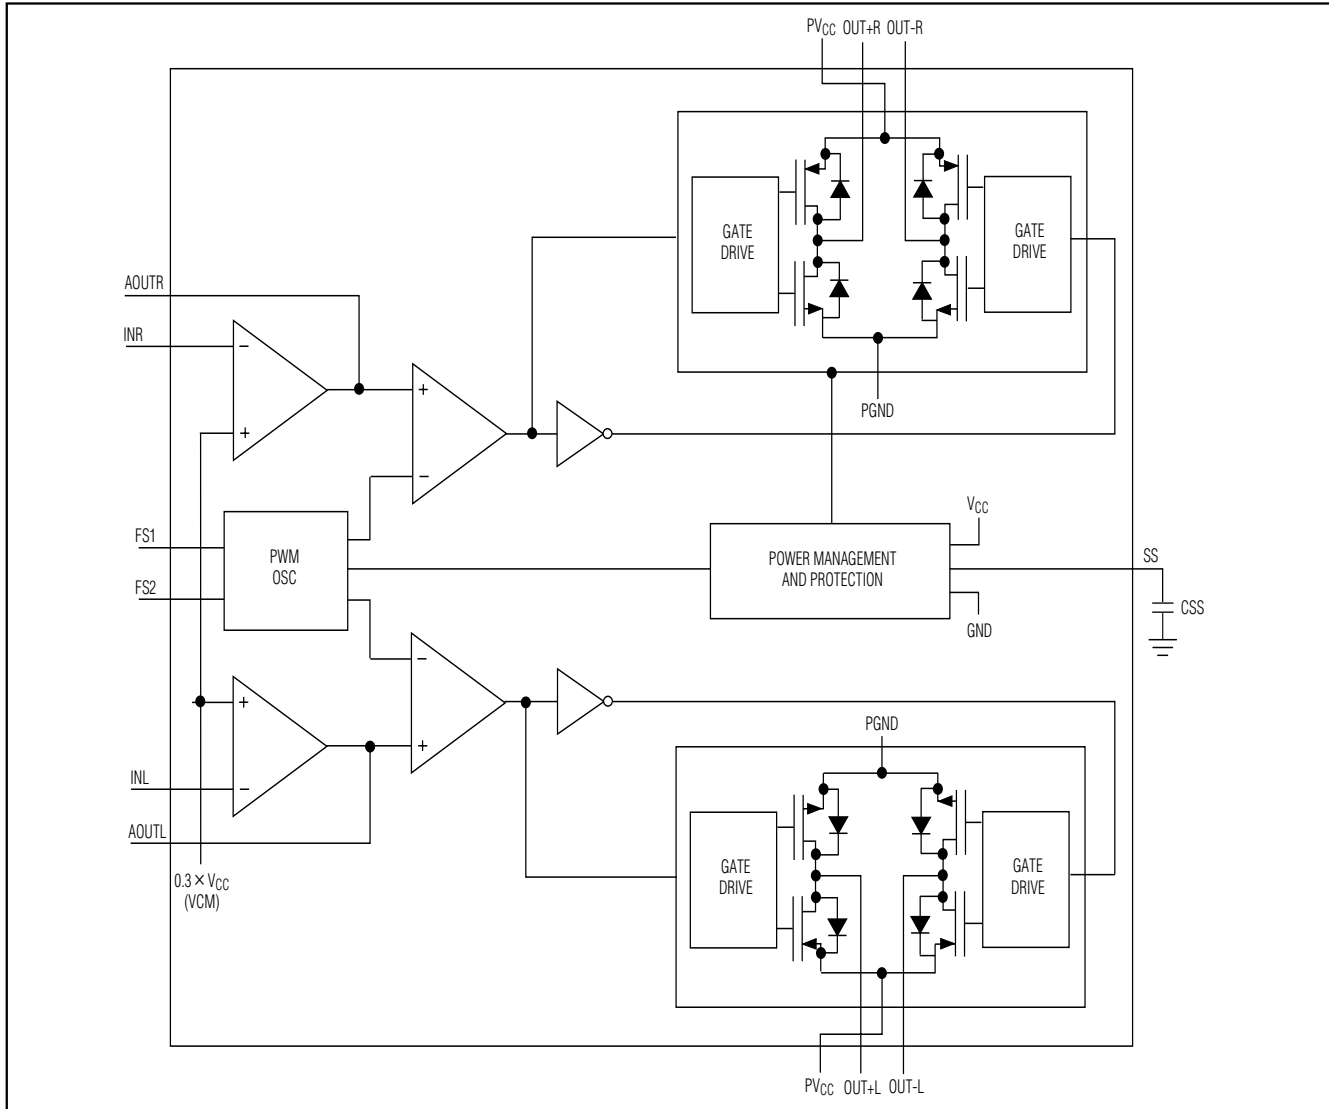 PVCC OUT+R OUT-R
GATE
DRIVE
GATE
DRIVE
AOUTR
INR
−
+
+
−
PGND
FS1
FS2
PWM
OSC
VCC
POWER MANAGEMENT
AND PROTECTION
SS
CSS
GND
−
+
+
−
INL
AOUTL
0.3 × VCC
(VCM)
PGND
GATE
DRIVE
GATE
DRIVE
PVCC OUT+L OUT-L